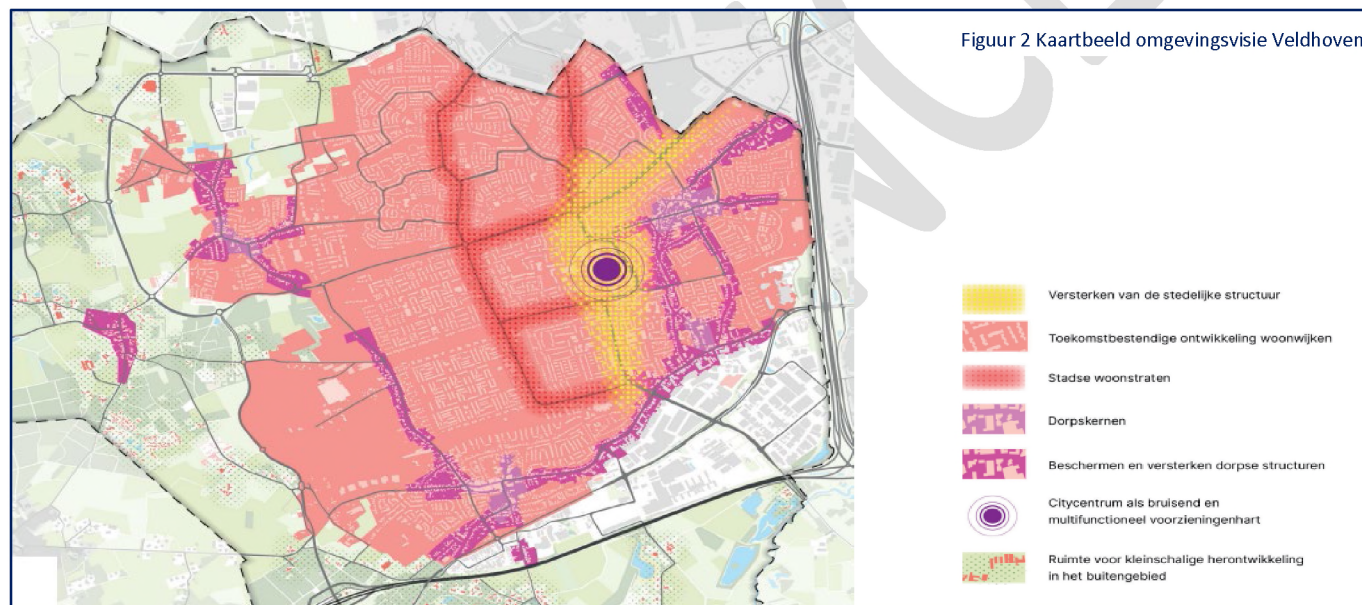 Figuur 2 Kaartbeeld omgevingsvisie Veldhoven
Versterken van de stedelijke structuur
Toekomstbestendige ontwikkeling woonwijken
Stadse woonstraten
Dorpskernen
Beschermen en versterken dorpse structuren
Citycentrum als bruisend en
multifunctioneel voorzieningenhart
Ruimte voor kleinschalige herontwikkeling
in het buitengebied